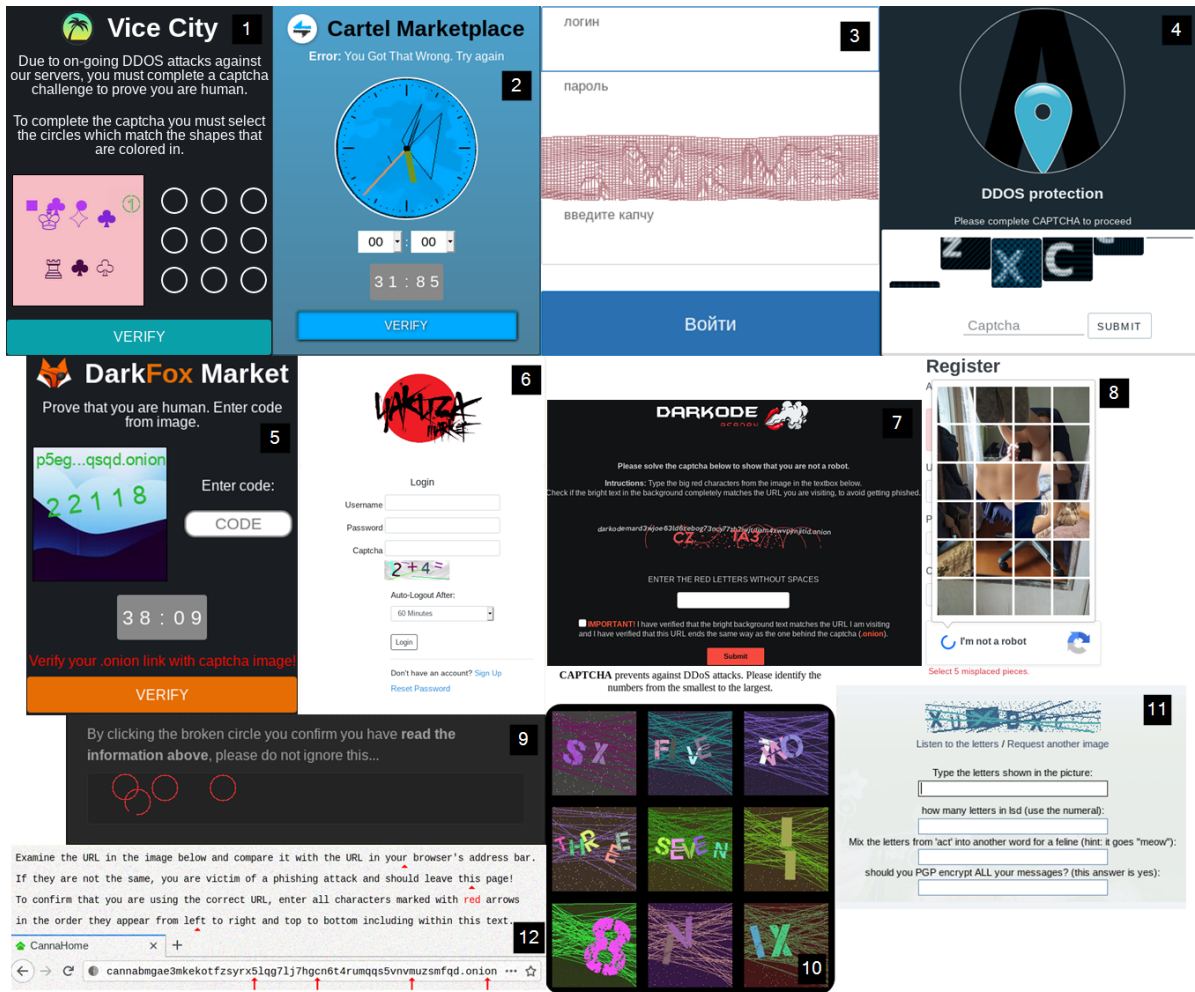 Vice City
1
Due to on-going DDOS attacks against
our servers, you must complete a captcha
challenge to prove you are human.
To complete the captcha you must select
the circles which match the shapes that
are colored in.
1
VERIFY
Cartel Marketplace
Error: You Got That Wrong. Try again
2
00 : 00
31:85
VERIFY
логин
3
пароль
введите капчу
Войти
4
DDOS protection
Please complete CAPTCHA to proceed
Z X C
Captcha
SUBMIT
DarkFox Market
Prove that you are human. Enter code
from image.
5
p5eg...qsqd.onion
22118
Enter code:
CODE
38:09
Verify your .onion link with captcha image!
VERIFY
6
YAKUZA
MARKET
Login
Username
Password
Captcha
2+4=
Auto-Logout After:
60 Minutes
Login
Don't have an account? Sign Up
Reset Password
DARKODE
REBORN
7
Please solve the captcha below to show that you are not a robot.
Instructions: Type the big red characters from the image in the textbox below.
Check if the bright text in the background completely matches the URL you are visiting, to avoid getting phished.
CZ TA3
ENTER THE RED LETTERS WITHOUT SPACES
IMPORTANT! I have verified that the bright background text matches the URL I am visiting
and I have verified that this URL ends the same way as the one behind the captcha (.onion).
Submit
Register
8
I'm not a robot
Select 5 misplaced pieces.
By clicking the broken circle you confirm you have read the
information above, please do not ignore this...
9
CAPTCHA prevents against DDoS attacks. Please identify the
numbers from the smallest to the largest.
SX FIVE
THREE SEVEN
8 IX
10
11
Listen to the letters / Request another image
Type the letters shown in the picture:
how many letters in lsd (use the numeral):
Mix the letters from 'act' into another word for a feline (hint: it goes "meow"):
should you PGP encrypt ALL your messages? (this answer is yes):
Examine the URL in the image below and compare it with the URL in your browser's address bar.
If they are not the same, you are victim of a phishing attack and should leave this page!
To confirm that you are using the correct URL, enter all characters marked with red arrows
in the order they appear from left to right and top to bottom including within this text.
12
CannaHome
cannabmgae3mkekotfzsyrx5lqg7lj7hgcn6t4rumqqs5vnvmuzsmfqd.onion